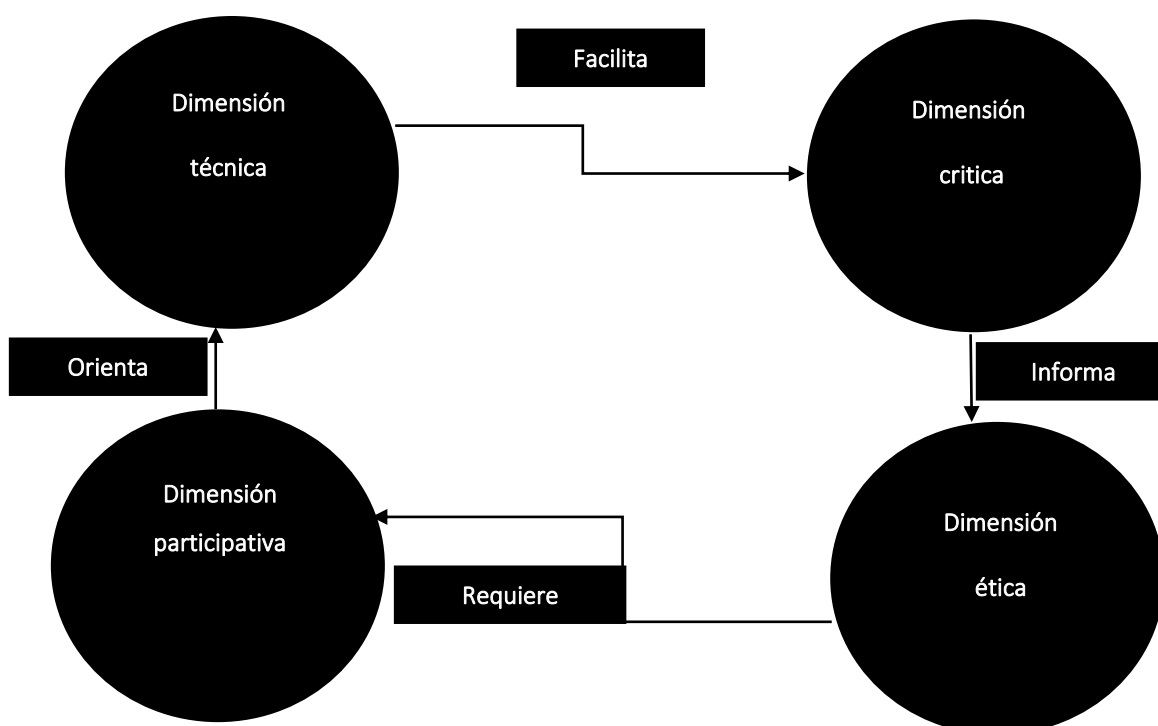 Dimensión
técnica
Facilita
Dimensión
critica
Orienta
Informa
Dimensión
participativa
Requiere
Dimensión
ética